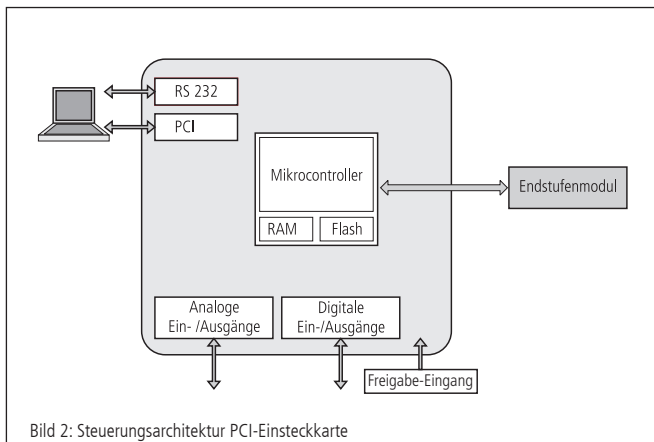 RS 232
PCI
Mikrocontroller
RAM
Flash
Endstufenmodul
Analoge
Ein- /Ausgänge
Digitale
Ein-/Ausgänge
Freigabe-Eingang
Bild 2: Steuerungsarchitektur PCI-Einsteckkarte